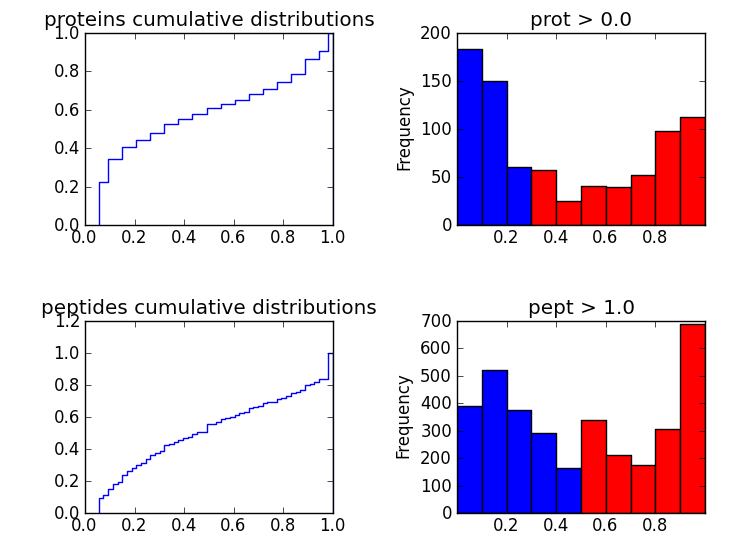 proteins cumulative distributions
1.0
0.8
0.6
0.4
0.2
0.0
0.0 0.2 0.4 0.6 0.8 1.0
prot > 0.0
Frequency
200
150
100
50
0
0.2 0.4 0.6 0.8
peptides cumulative distributions
1.2
1.0
0.8
0.6
0.4
0.2
0.0
0.0 0.2 0.4 0.6 0.8 1.0
pept > 1.0
Frequency
700
600
500
400
300
200
100
0
0.2 0.4 0.6 0.8